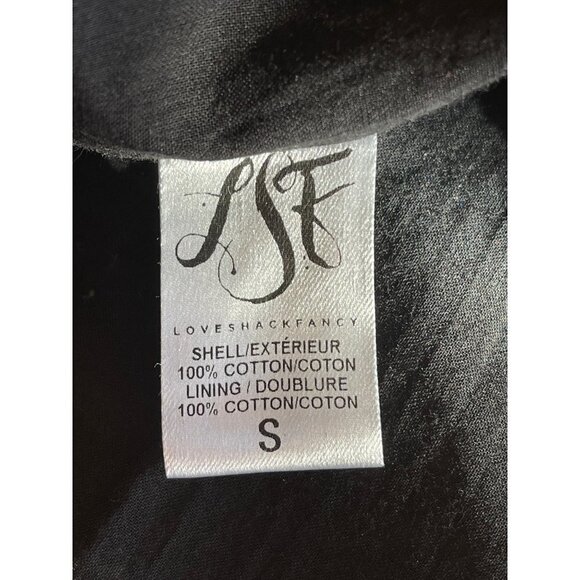 LSF
LOVESHACKFANCY
SHELL/EXTÉRIEUR
100% COTTON/COTON
LINING / DOUBLURE
100% COTTON/COTON
S